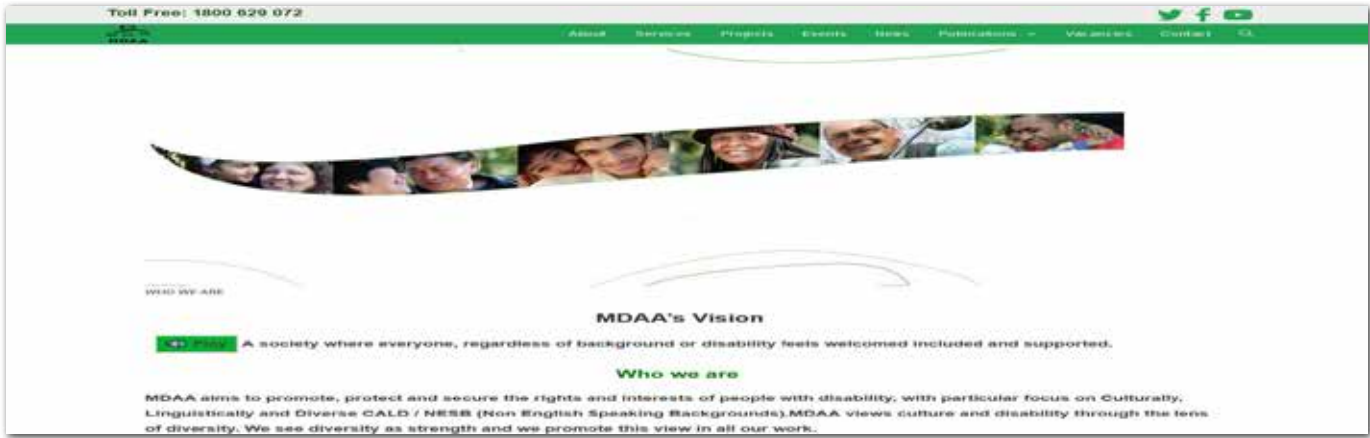 Toll Free: 1800 629 072
MDAA
About Services Projects Events News Publications Vacancies Contact
WHO WE ARE
MDAA's Vision
Play A society where everyone, regardless of background or disability feels welcomed included and supported.
Who we are
MDAA aims to promote, protect and secure the rights and interests of people with disability, with particular focus on Culturally,
Linguistically and Diverse CALD / NESB (Non English Speaking Backgrounds).MDAA views culture and disability through the lens
of diversity. We see diversity as strength and we promote this view in all our work.